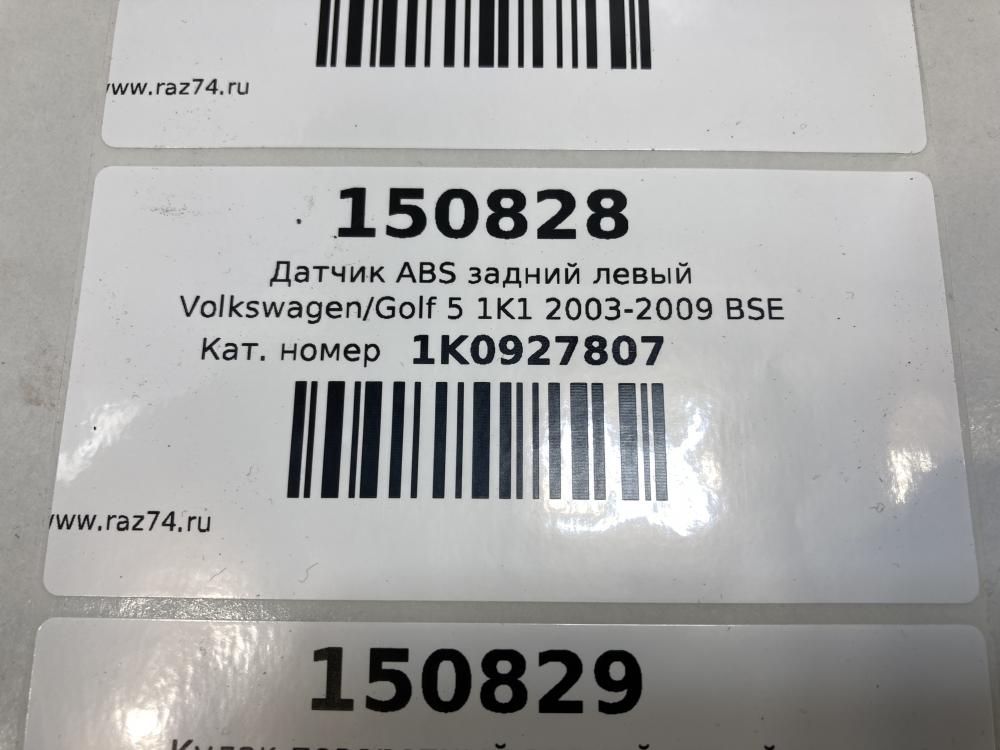 www.raz74.ru
150828
Датчик ABS задний левый
Volkswagen/Golf 5 1K1 2003-2009 BSE
Кат. номер 1K0927807
www.raz74.ru
150829